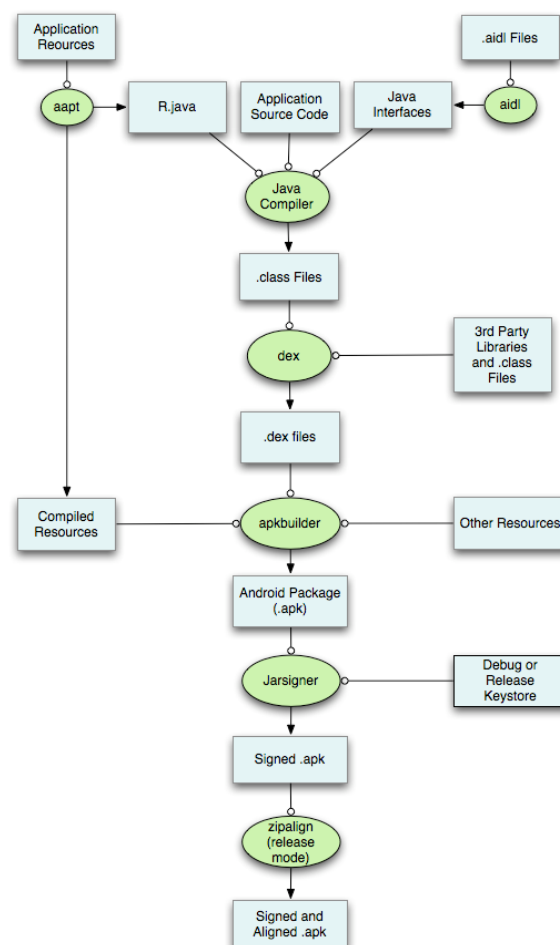 Application
Reources
.aidl Files
aapt
R.java
Application
Source Code
Java
Interfaces
aidl
Java
Compiler
.class Files
dex
3rd Party
Libraries
and .class
Files
.dex files
Compiled
Resources
apkbuilder
Other Resources
Android Package
(.apk)
Jarsigner
Debug or
Release
Keystore
Signed .apk
zipalign
(release
mode)
Signed and
Aligned .apk